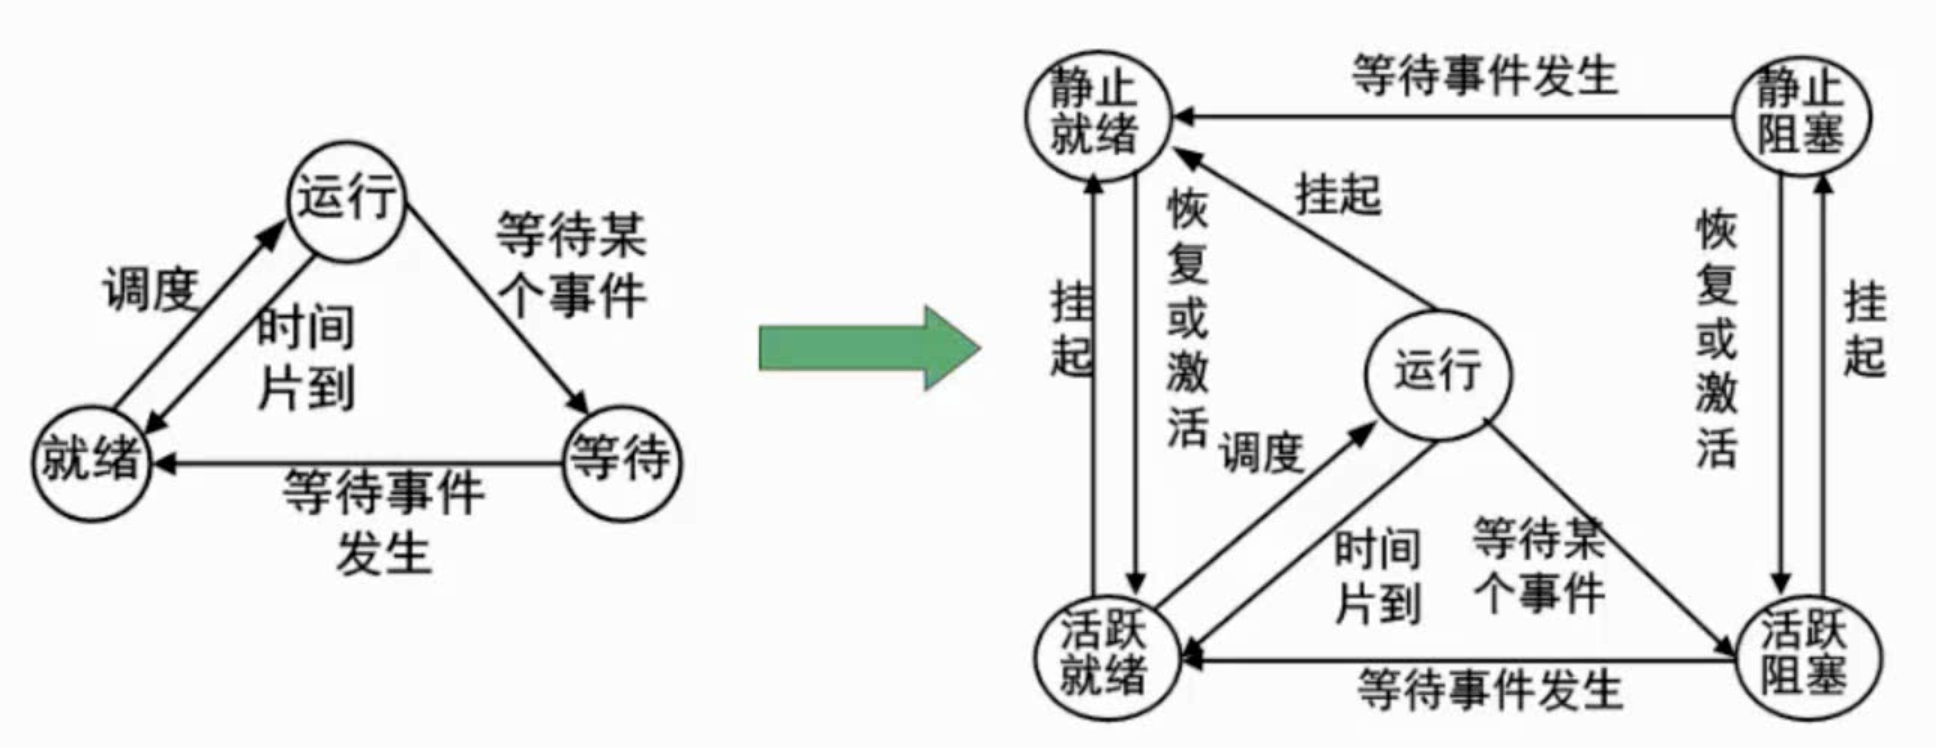 运行
等待某
个事件
调度
时间
片到
就绪
等待
等待事件
发生
静止
就绪
等待事件发生
静止
阻塞
挂起
挂
起
恢
复
或
激
活
恢
复
或
激
活
挂
起
运行
调度
时间
片到
等待某
个事件
活跃
就绪
等待事件发生
活跃
阻塞